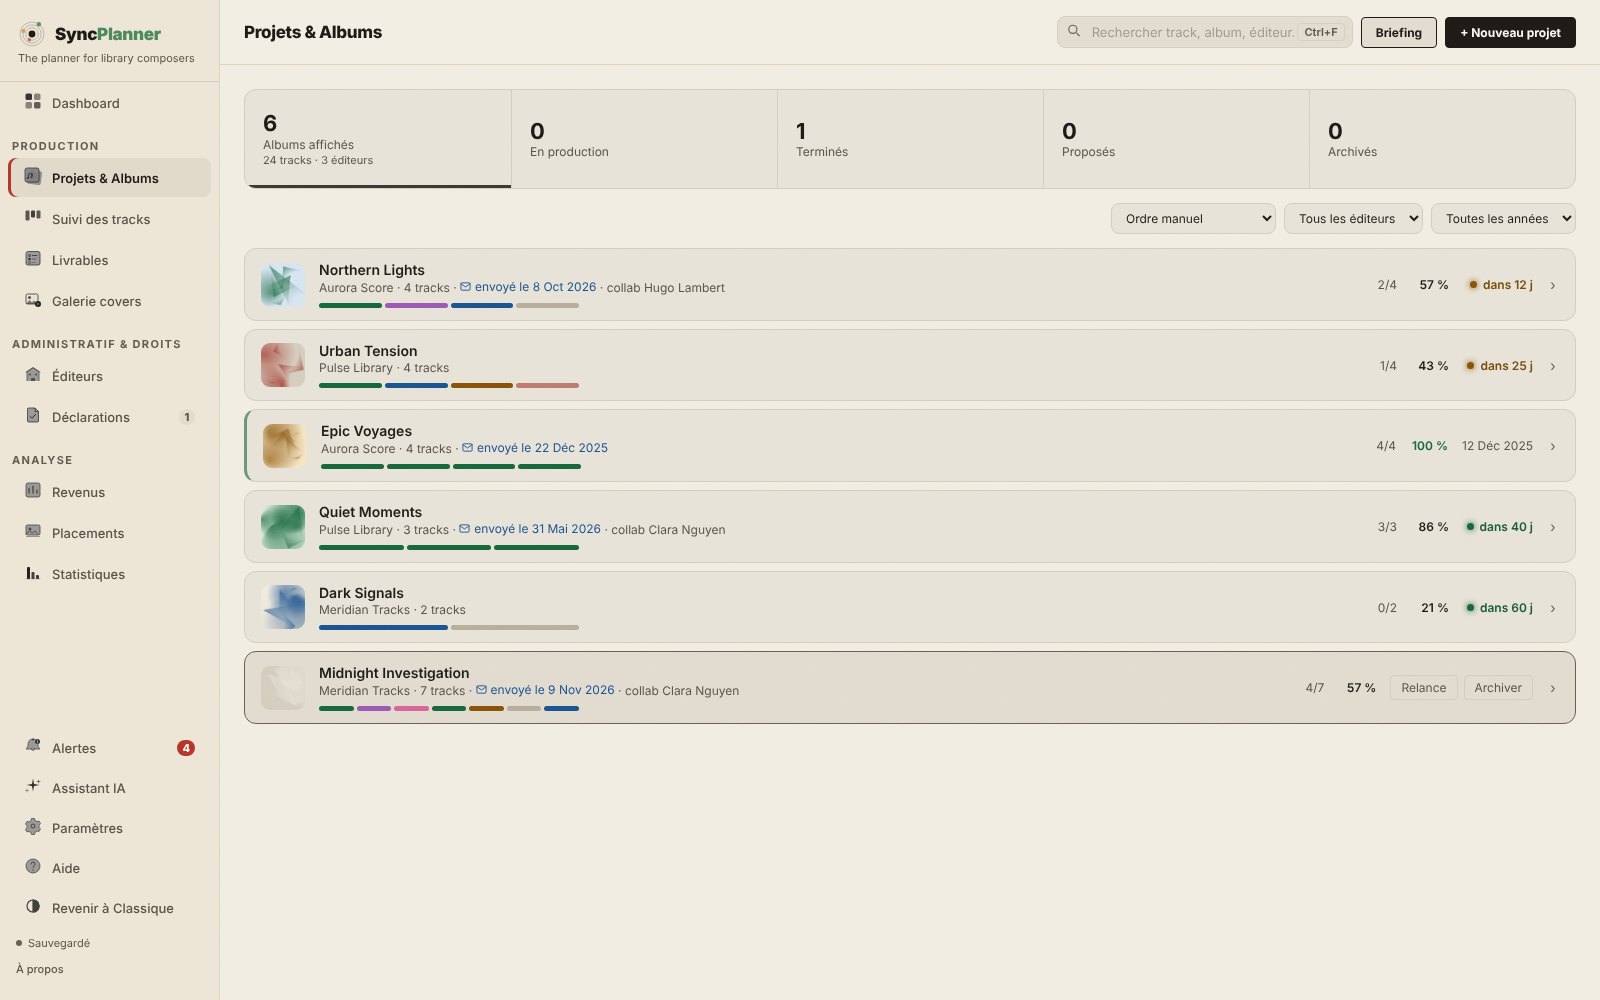 SyncPlanner
The planner for library composers
Dashboard
PRODUCTION
Projets & Albums
Suivi des tracks
Livrables
Galerie covers
ADMINISTRATIF & DROITS
Éditeurs
Déclarations 1
ANALYSE
Revenus
Placements
Statistiques
Alertes 4
Assistant IA
Paramètres
Aide
Revenir à Classique
Sauvegardé
À propos
Projets & Albums
Rechercher track, album, éditeur. Ctrl+F
Briefing
+ Nouveau projet
6
Albums affichés
24 tracks · 3 éditeurs
0
En production
1
Terminés
0
Proposés
0
Archivés
Ordre manuel
Tous les éditeurs
Toutes les années
Northern Lights
Aurora Score · 4 tracks · envoyé le 8 Oct 2026 · collab Hugo Lambert
2/4 57 % dans 12 j ›
Urban Tension
Pulse Library · 4 tracks
1/4 43 % dans 25 j ›
Epic Voyages
Aurora Score · 4 tracks · envoyé le 22 Déc 2025
4/4 100 % 12 Déc 2025 ›
Quiet Moments
Pulse Library · 3 tracks · envoyé le 31 Mai 2026 · collab Clara Nguyen
3/3 86 % dans 40 j ›
Dark Signals
Meridian Tracks · 2 tracks
0/2 21 % dans 60 j ›
Midnight Investigation
Meridian Tracks · 7 tracks · envoyé le 9 Nov 2026 · collab Clara Nguyen
4/7 57 % Relance Archiver ›